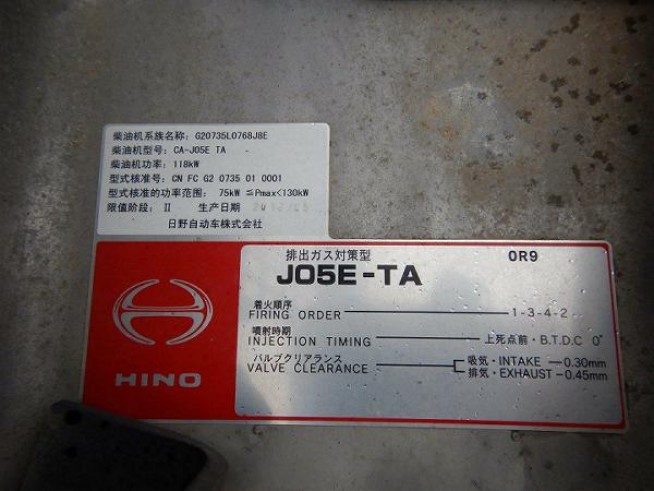 柴油机系族名称: G20735L0768J8E
柴油机型号: CA-J05E TA
柴油机功率: 118kW
型式核准号: CN FC G2 0735 01 0001
型式核准的功率范围: 75kW ≦Pmax<130kW
限值阶段: II 生产日期
日野自动车株式会社
排出ガス対策型 0R9
J05E-TA
着火順序
FIRING ORDER 1-3-4-2
噴射時期
INJECTION TIMING 上死点前・B.T.D.C 0°
バルブクリアランス
VALVE CLEARANCE
吸気・INTAKE 0.30mm
排気・EXHAUST 0.45mm
HINO